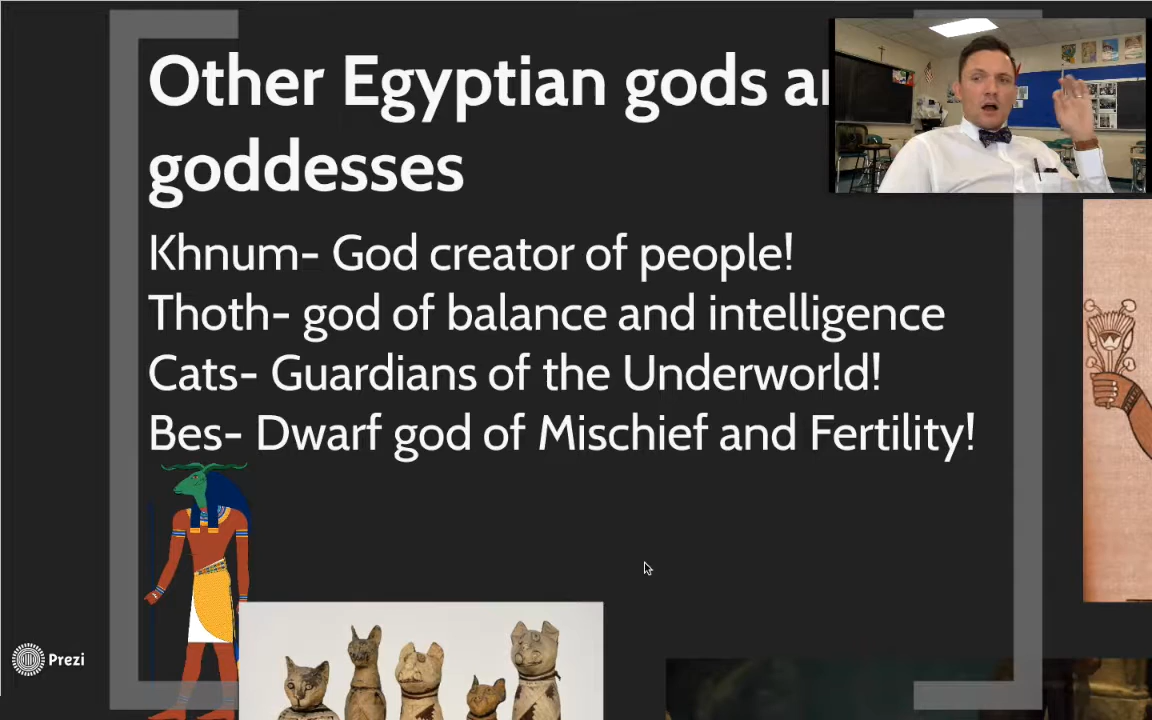 Other Egyptian gods
goddesses
Khnum- God creator of people!
Thoth- god of balance and intelligence
Cats- Guardians of the Underworld!
Bes- Dwarf god of Mischief and Fertility!
Prezi